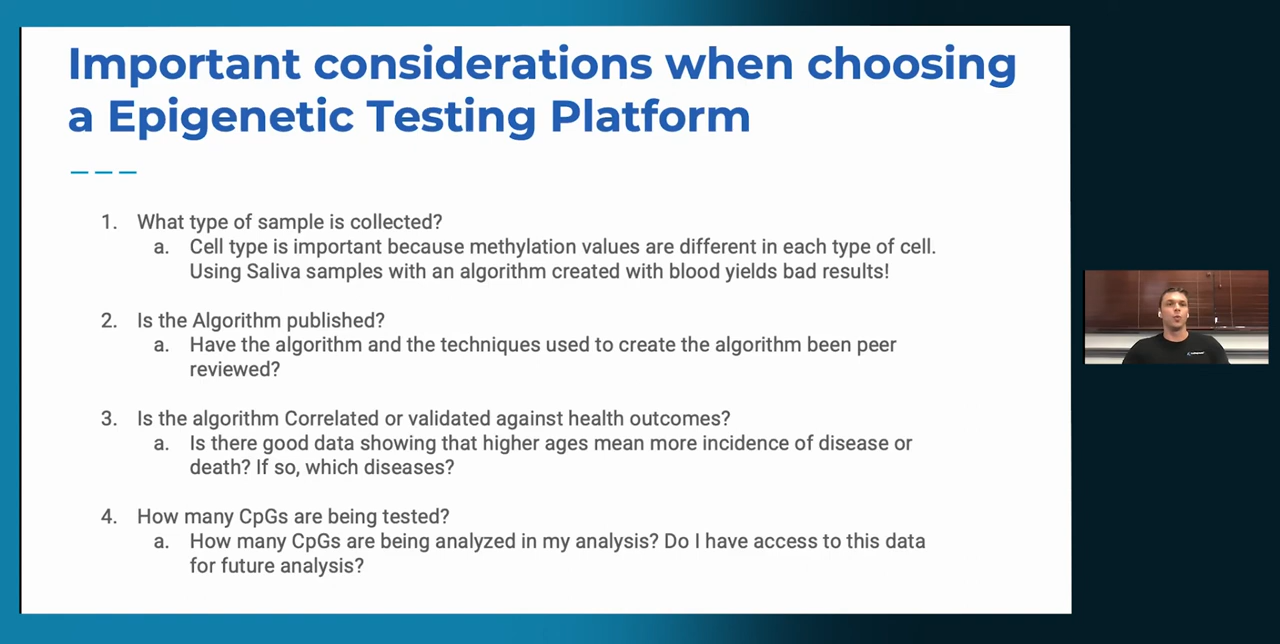 Important considerations when choosing
a Epigenetic Testing Platform
1. What type of sample is collected?
a. Cell type is important because methylation values are different in each type of cell.
Using Saliva samples with an algorithm created with blood yields bad results!
2. Is the Algorithm published?
a. Have the algorithm and the techniques used to create the algorithm been peer
reviewed?
3. Is the algorithm Correlated or validated against health outcomes?
a. Is there good data showing that higher ages mean more incidence of disease or
death? If so, which diseases?
4. How many CpGs are being tested?
a. How many CpGs are being analyzed in my analysis? Do I have access to this data
for future analysis?